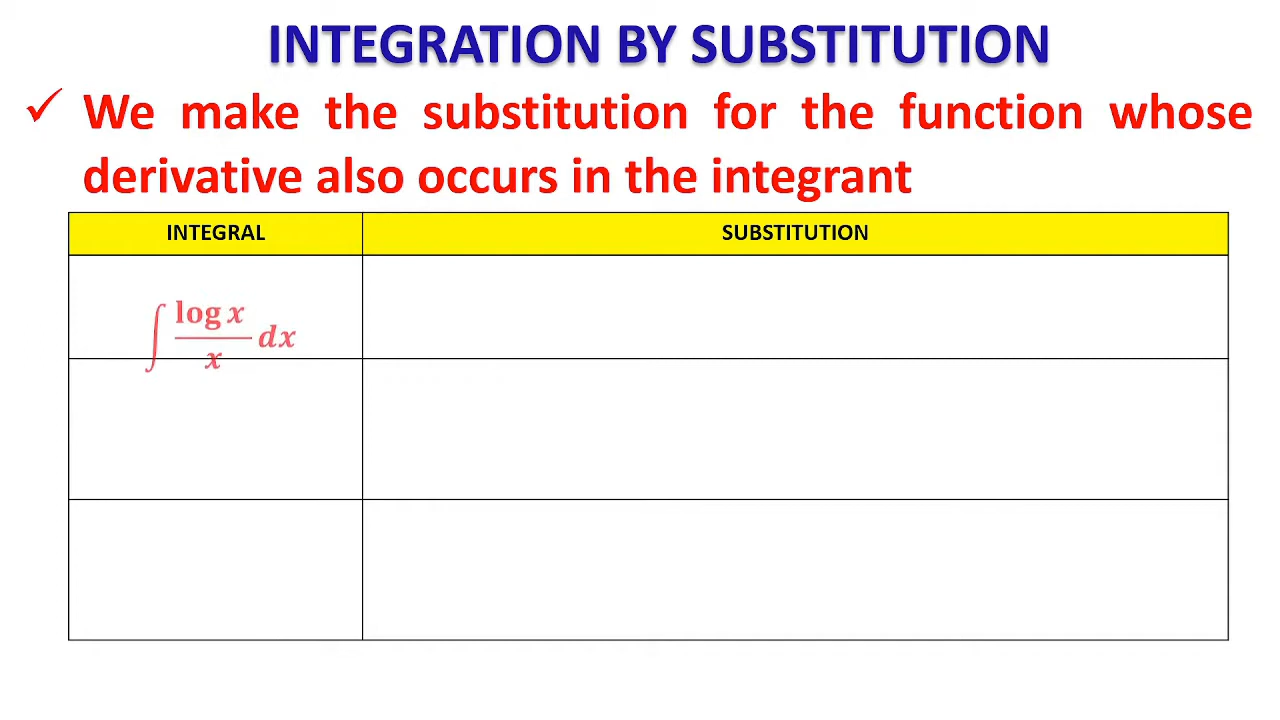 INTEGRATION BY SUBSTITUTION
✓ We make the substitution for the function whose
derivative also occurs in the integrant
INTEGRAL SUBSTITUTION
∫ log x / x dx